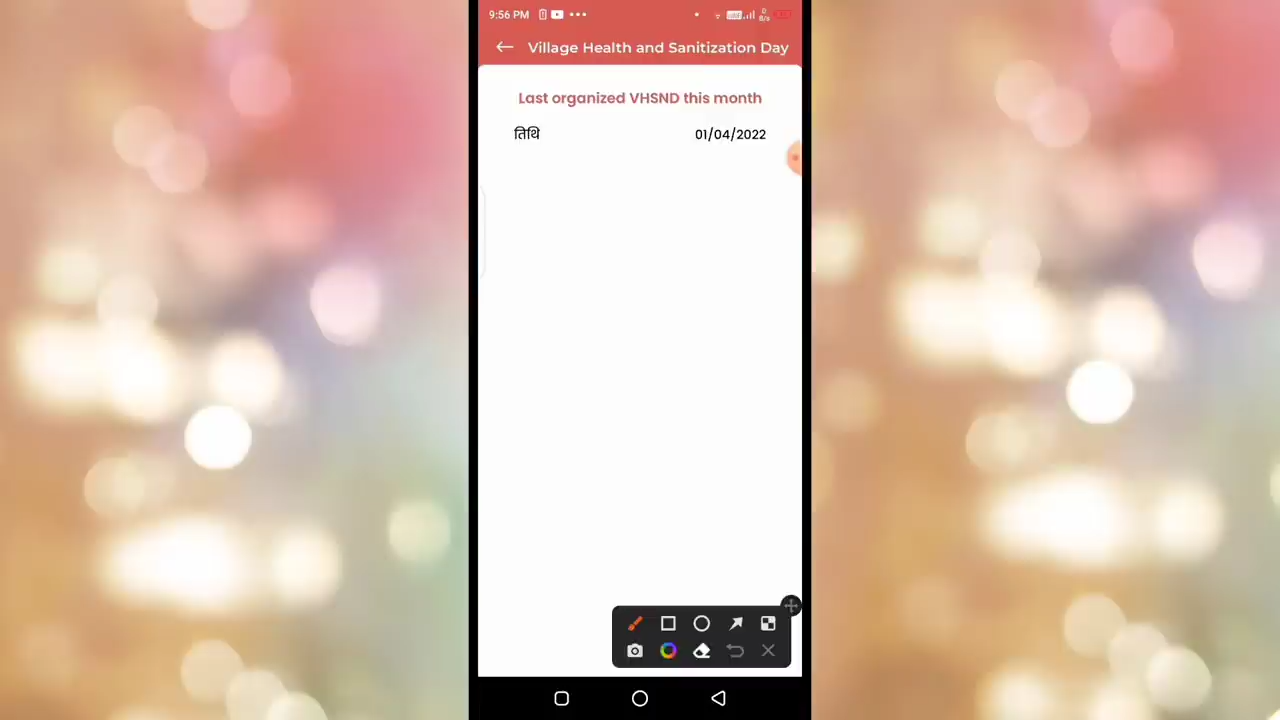 9:56 PM
Village Health and Sanitization Day
Last organized VHSND this month
तिथि 01/04/2022